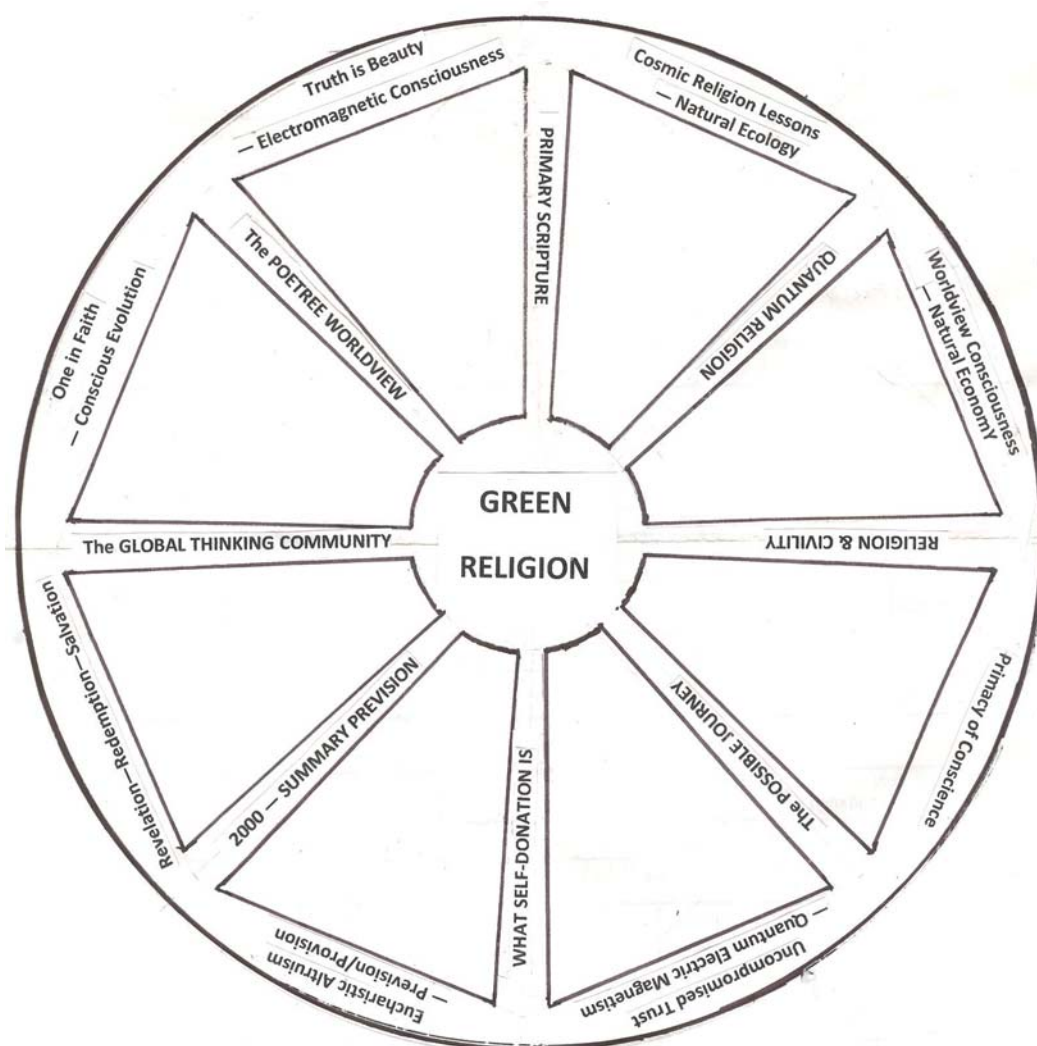 GREEN
RELIGION
PRIMARY SCRIPTURE
QUANTUM RELIGION
RELIGION & CIVILITY
The POSSIBLE JOURNEY
WHAT SELF-DONATION IS
2000 — SUMMARY PREVISION
The GLOBAL THINKING COMMUNITY
The POETREE WORLDVIEW
Cosmic Religion Lessons
— Natural Ecology
Worldview Consciousness
— Natural EconomY
Primacy of Conscience
Uncompromised Trust
— Quantum Electric Magnetism
Eucharistic Altruism
— Prevision/Provision
Revelation—Redemption—Salvation
One in Faith
— Conscious Evolution
Truth is Beauty
— Electromagnetic Consciousness